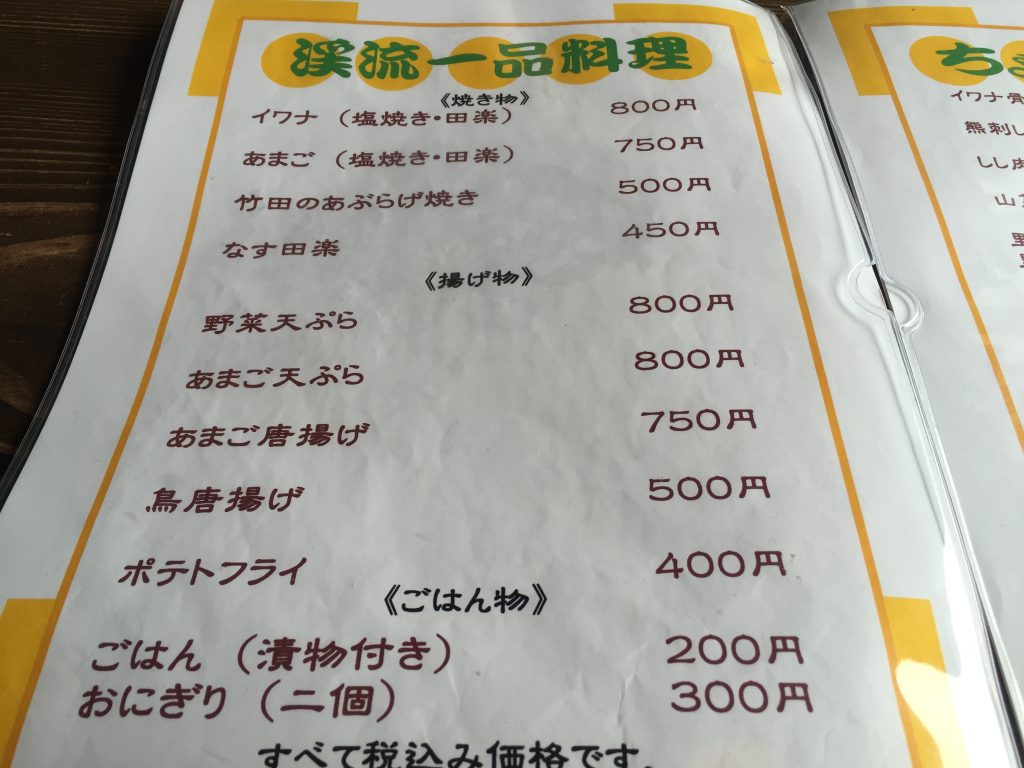 渓流一品料理
《焼き物》
イワナ（塩焼き・田楽） 800円
あまご（塩焼き・田楽） 750円
竹田のあぶらげ焼き 500円
なす田楽 450円
《揚げ物》
野菜天ぷら 800円
あまご天ぷら 800円
あまご唐揚げ 750円
鳥唐揚げ 500円
ポテトフライ 400円
《ごはん物》
ごはん（漬物付き） 200円
おにぎり（二個） 300円
すべて税込み価格です。
イワナ骨
熊刺し
しし肉